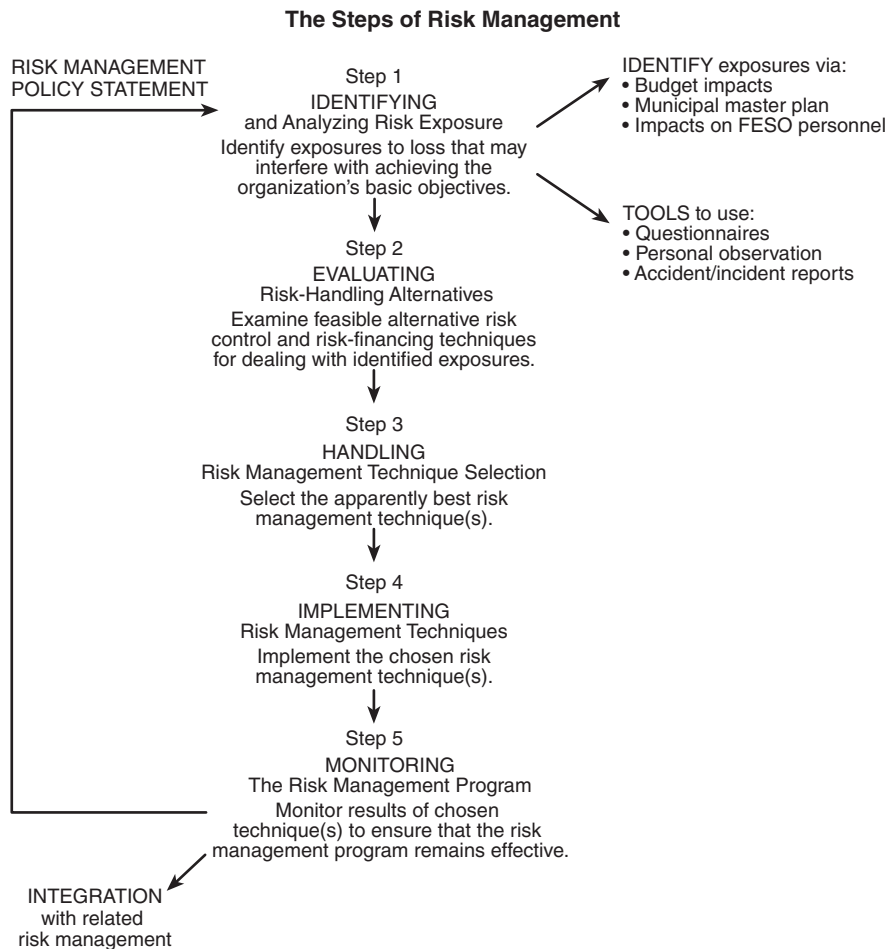 The Steps of Risk Management
RISK MANAGEMENT
POLICY STATEMENT
Step 1
IDENTIFYING
and Analyzing Risk Exposure
Identify exposures to loss that may
interfere with achieving the
organization's basic objectives.
IDENTIFY exposures via:
• Budget impacts
• Municipal master plan
• Impacts on FESO personnel
TOOLS to use:
• Questionnaires
• Personal observation
• Accident/incident reports
Step 2
EVALUATING
Risk-Handling Alternatives
Examine feasible alternative risk
control and risk-financing techniques
for dealing with identified exposures.
Step 3
HANDLING
Risk Management Technique Selection
Select the apparently best risk
management technique(s).
Step 4
IMPLEMENTING
Risk Management Techniques
Implement the chosen risk
management technique(s).
Step 5
MONITORING
The Risk Management Program
Monitor results of chosen
technique(s) to ensure that the risk
management program remains effective.
INTEGRATION
with related
risk management